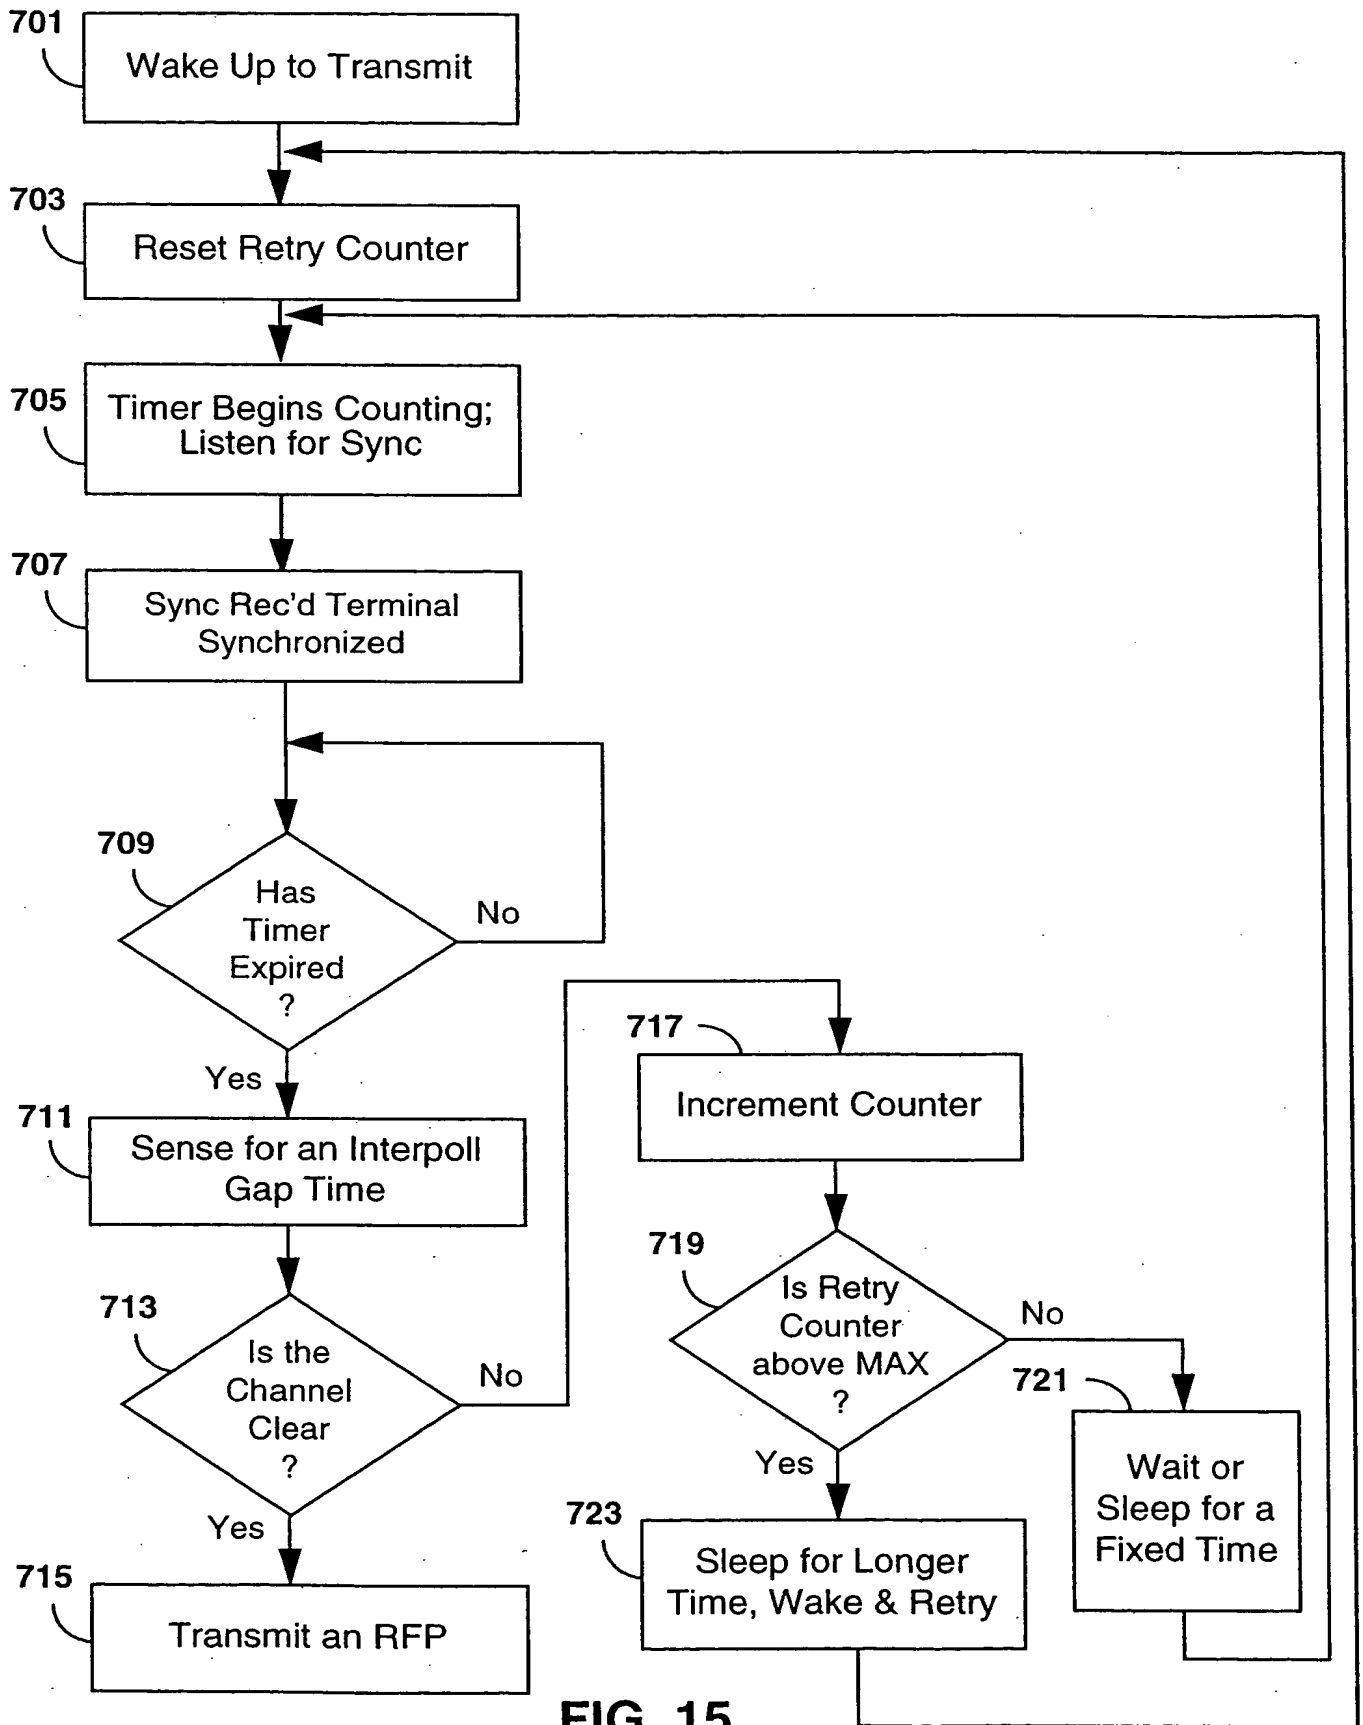 701
Wake Up to Transmit
703
Reset Retry Counter
705
Timer Begins Counting;
Listen for Sync
707
Sync Rec'd Terminal
Synchronized
709
Has
Timer
Expired
?
No
Yes
711
Sense for an Interpoll
Gap Time
713
Is the
Channel
Clear
?
No
Yes
715
Transmit an RFP
717
Increment Counter
719
Is Retry
Counter
above MAX
?
No
Yes
721
Wait or
Sleep for a
Fixed Time
723
Sleep for Longer
Time, Wake & Retry
FIG. 15